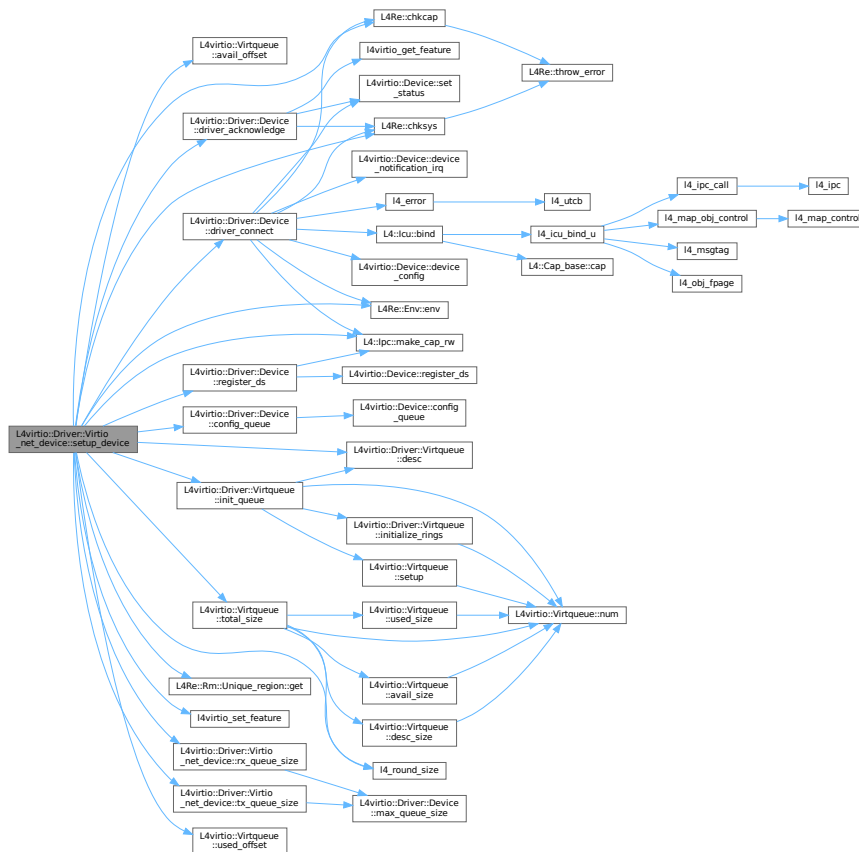 L4Re::chkcap
L4virtio::Virtqueue
::avail_offset
l4virtio_get_feature
L4Re::throw_error
L4virtio::Device::set
_status
L4virtio::Driver::Device
::driver_acknowledge
L4Re::chksys
L4virtio::Device::device
_notification_irq
l4_ipc_call
l4_ipc
l4_error
l4_utcb
L4virtio::Driver::Device
::driver_connect
l4_map_obj_control
l4_map_control
L4::Icu::bind
l4_icu_bind_u
l4_msgtag
L4virtio::Device::device
_config
L4::Cap_base::cap
l4_obj_fpage
L4Re::Env::env
L4::Ipc::make_cap_rw
L4virtio::Driver::Device
::register_ds
L4virtio::Device::register_ds
L4virtio::Driver::Device
::config_queue
L4virtio::Device::config
_queue
L4virtio::Driver::Virtio
_net_device::setup_device
L4virtio::Driver::Virtqueue
::desc
L4virtio::Driver::Virtqueue
::init_queue
L4virtio::Driver::Virtqueue
::initialize_rings
L4virtio::Virtqueue
::setup
L4virtio::Virtqueue
::total_size
L4virtio::Virtqueue
::used_size
L4virtio::Virtqueue::num
L4Re::Rm::Unique_region::get
L4virtio::Virtqueue
::avail_size
l4virtio_set_feature
L4virtio::Virtqueue
::desc_size
L4virtio::Driver::Virtio
_net_device::rx_queue_size
l4_round_size
L4virtio::Driver::Virtio
_net_device::tx_queue_size
L4virtio::Driver::Device
::max_queue_size
L4virtio::Virtqueue
::used_offset